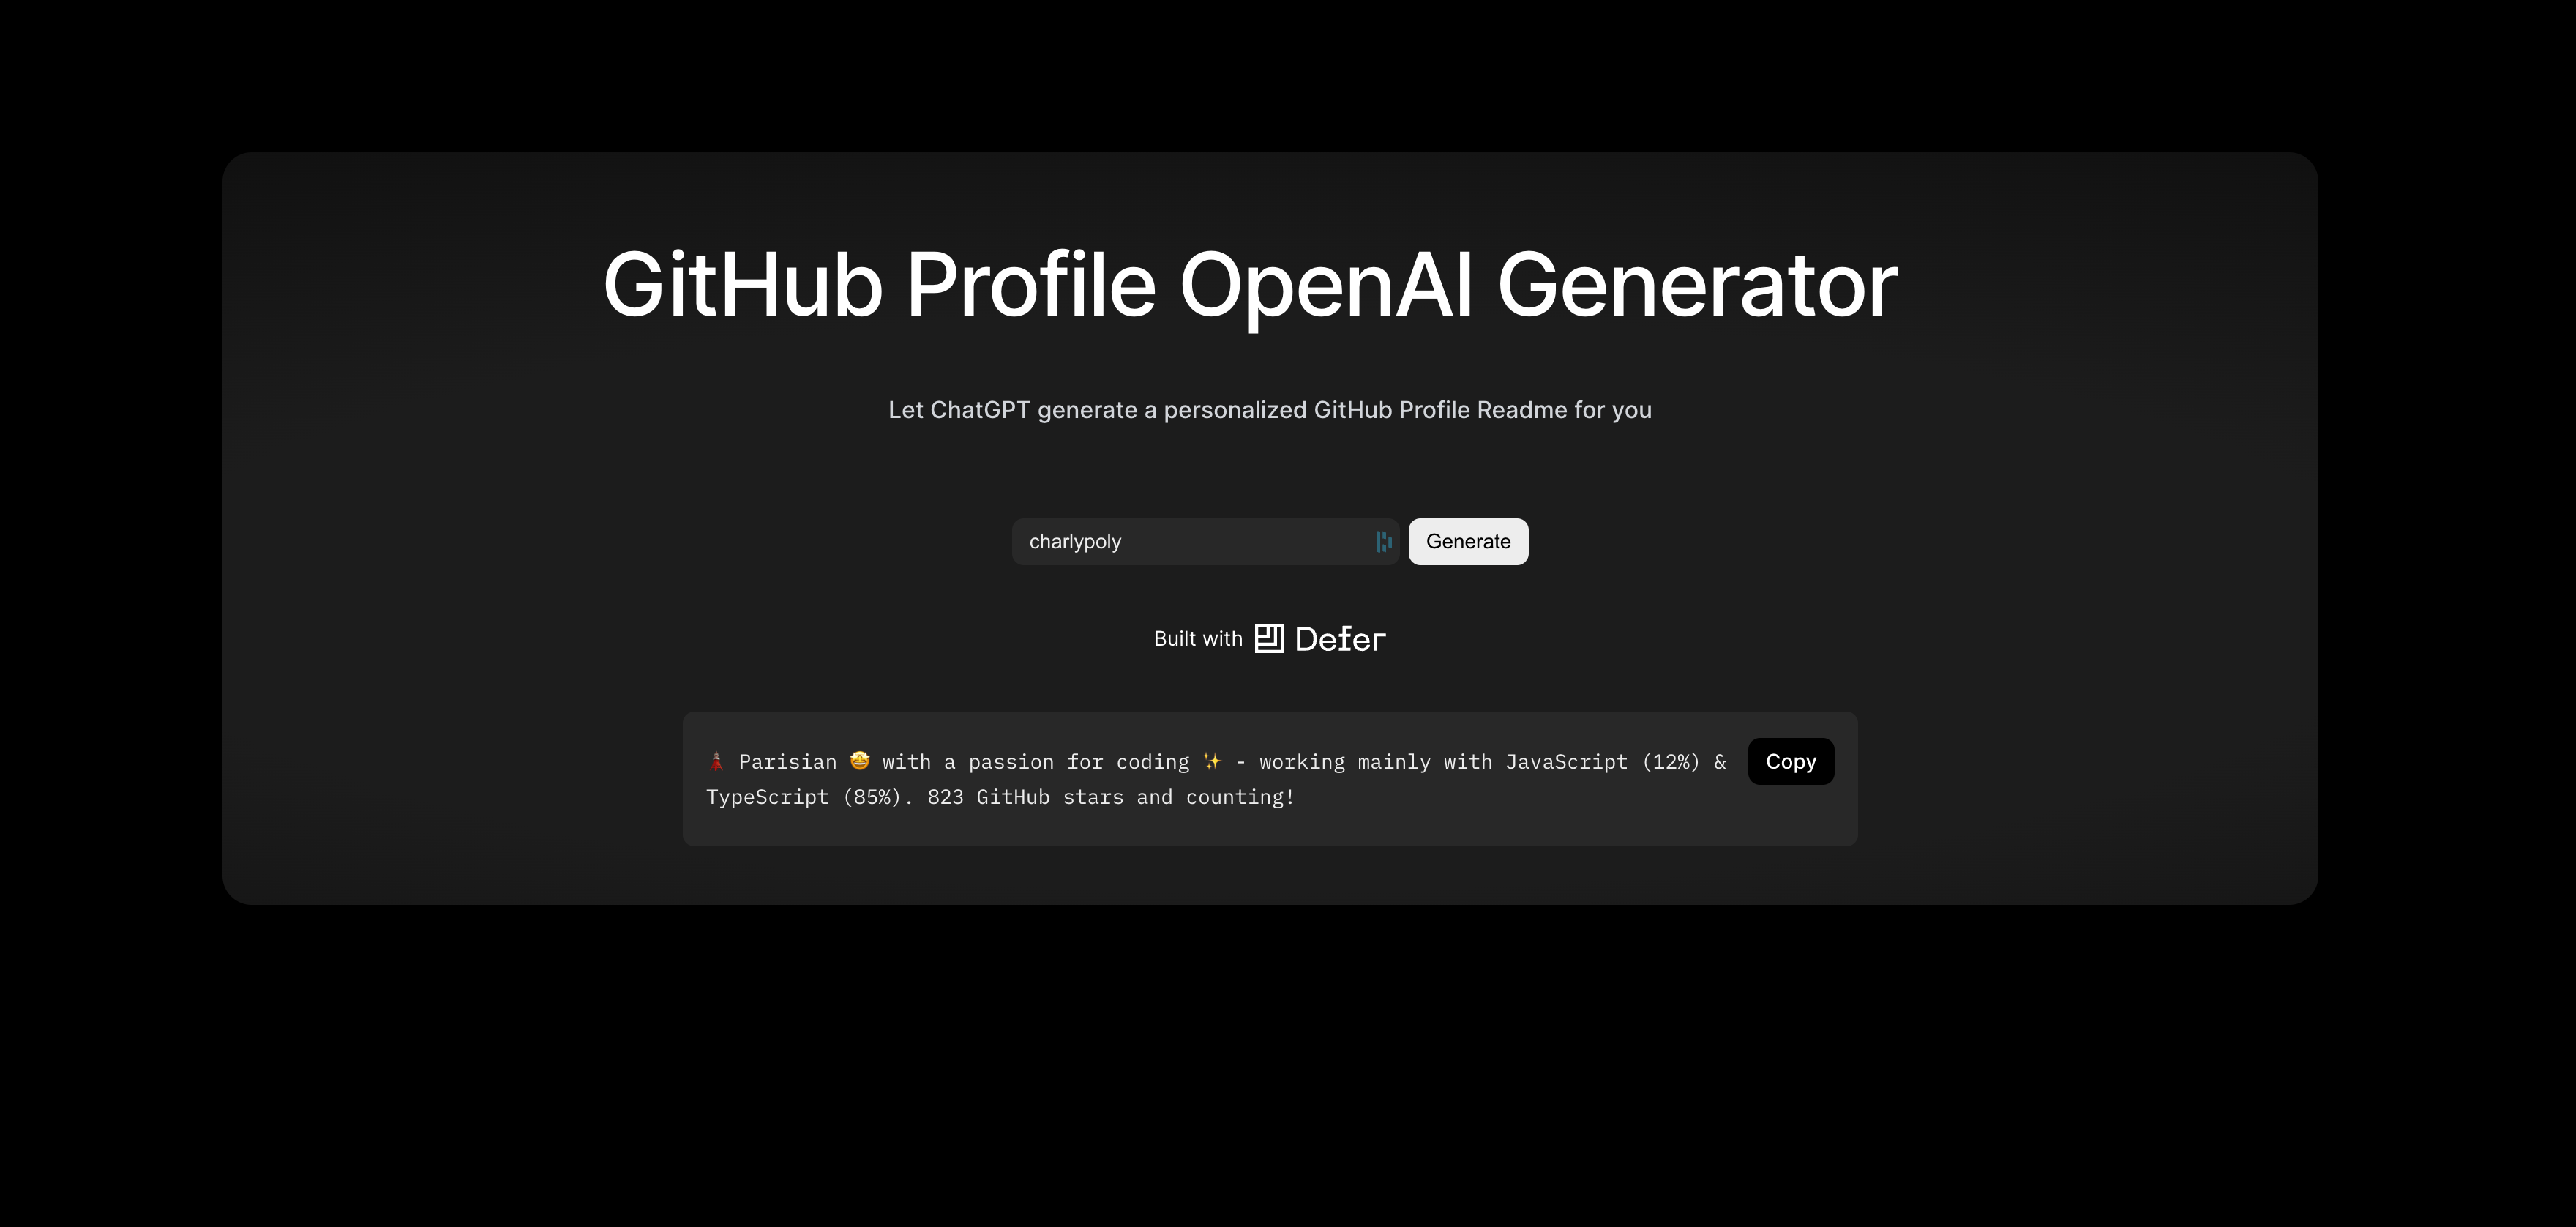 GitHub Profile OpenAI Generator
Let ChatGPT generate a personalized GitHub Profile Readme for you
charlypoly
Generate
Built with Defer
🗼 Parisian 🤩 with a passion for coding ✨ - working mainly with JavaScript (12%) &
TypeScript (85%). 823 GitHub stars and counting!
Copy